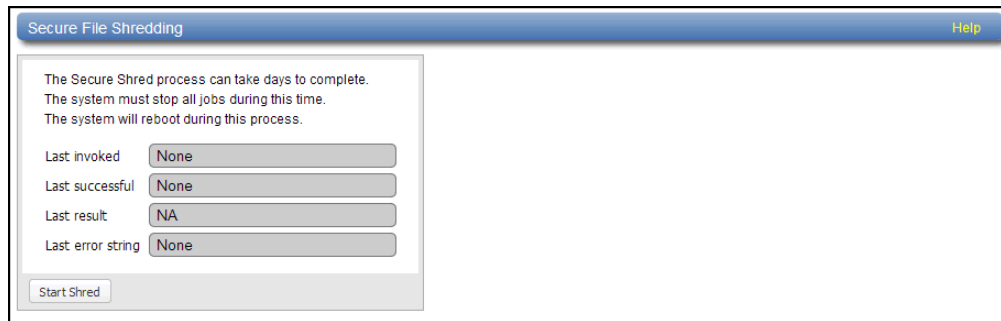 Secure File Shredding Help
The Secure Shred process can take days to complete.
The system must stop all jobs during this time.
The system will reboot during this process.
Last invoked None
Last successful None
Last result NA
Last error string None
Start Shred